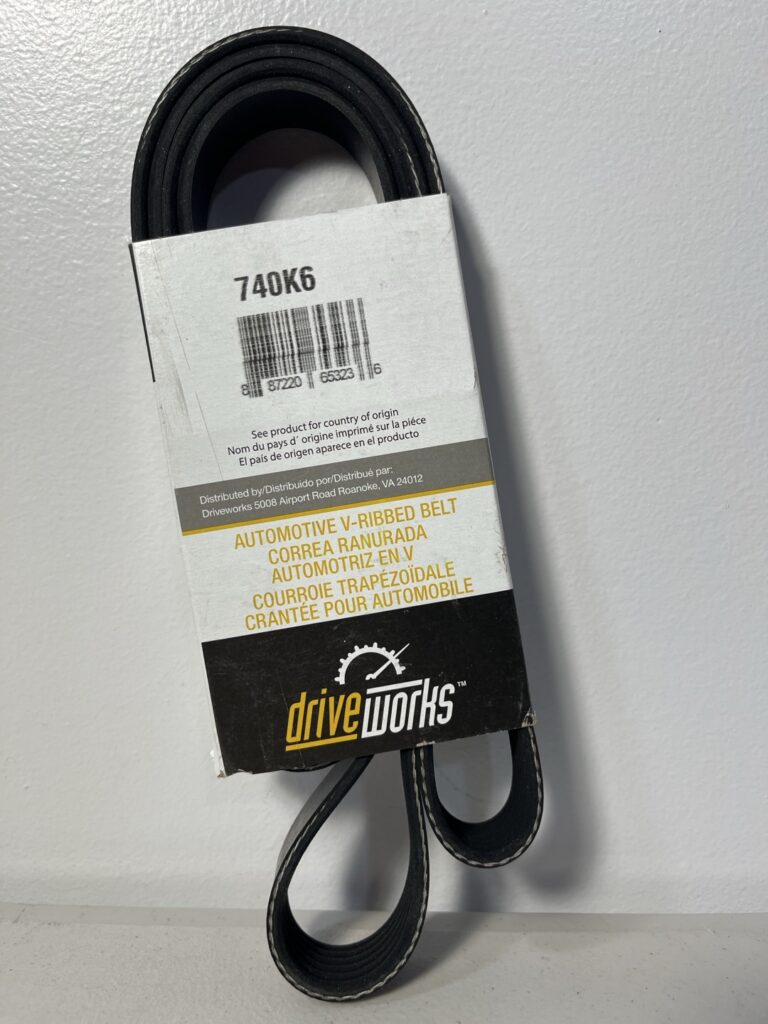 740K6
8 87220 65323 6
See product for country of origin
Nom du pays d´ origine imprimé sur la piéce
El país de origen aparece en el producto
Distributed by/Distribuido por/Distribué par:
Driveworks 5008 Airport Road Roanoke, VA 24012
AUTOMOTIVE V-RIBBED BELT
CORREA RANURADA
AUTOMOTRIZ EN V
COURROIE TRAPÉZOÏDALE
CRANTÉE POUR AUTOMOBILE
driveworks™